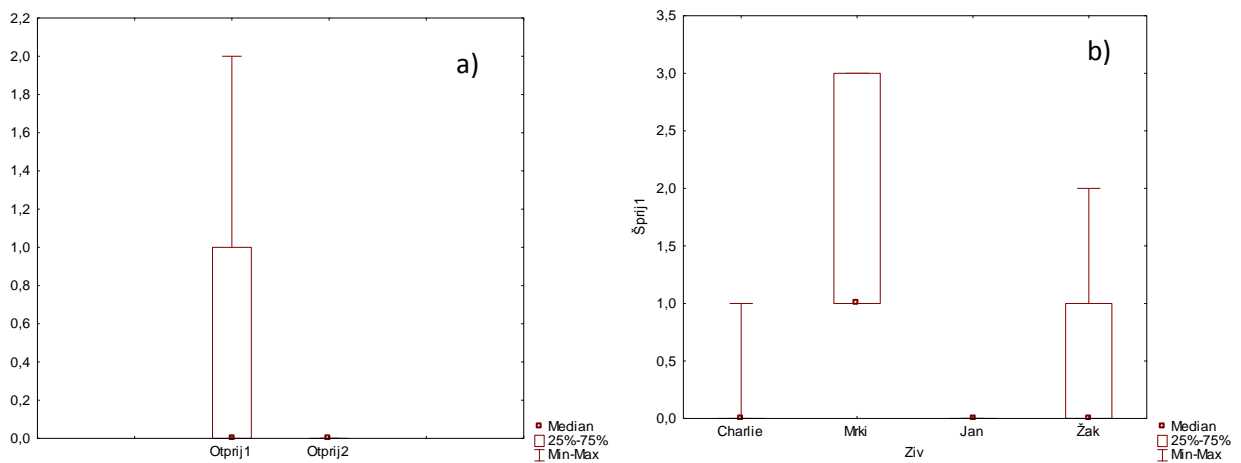 a)
2,2
2,0
1,8
1,6
1,4
1,2
1,0
0,8
0,6
0,4
0,2
0,0
Otprij1 Otprij2
Median
25%-75%
Min-Max
b)
3,5
3,0
2,5
2,0
1,5
1,0
0,5
0,0
Šprij1
Charlie Mrki Jan Žak
Ziv
Median
25%-75%
Min-Max